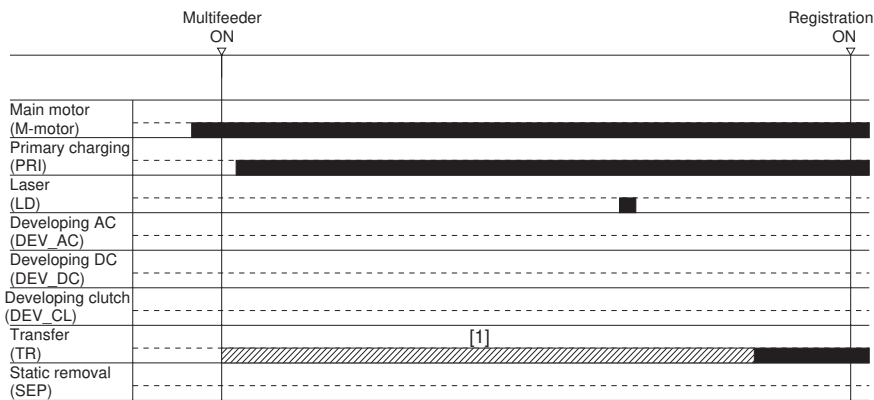 Multifeeder
ON
Registration
ON
Main motor
(M-motor)
Primary charging
(PRI)
Laser
(LD)
Developing AC
(DEV_AC)
Developing DC
(DEV_DC)
Developing clutch
(DEV_CL)
Transfer
(TR)
[1]
Static removal
(SEP)